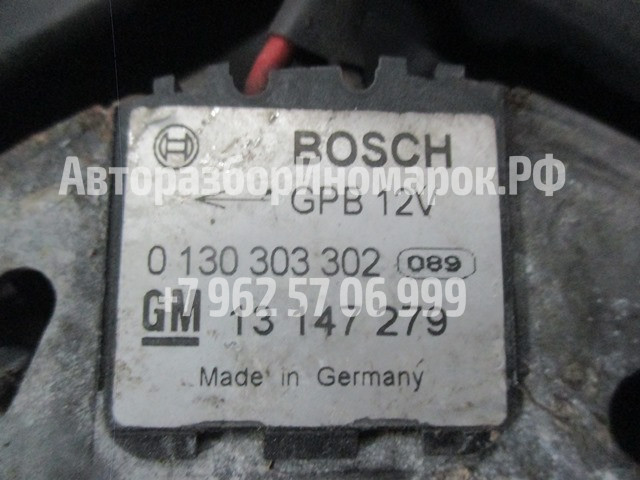 BOSCH
АвторазборИномарок.РФ
GPB 12V
0 130 303 302 089
+7 962 57 06 999
GM 13 147 279
Made in Germany